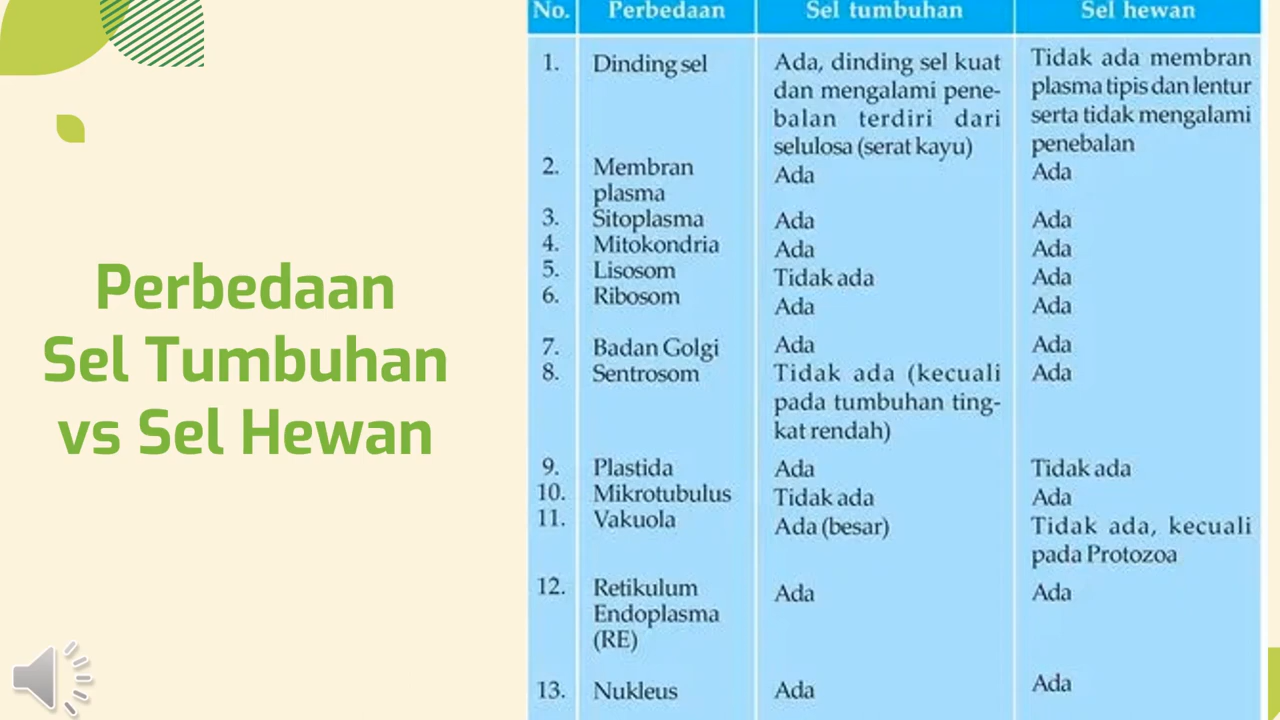 Perbedaan
Sel Tumbuhan
vs Sel Hewan
No. Perbedaan Sel tumbuhan Sel hewan
1. Dinding sel Ada, dinding sel kuat Tidak ada membran
dan mengalami pene- plasma tipis dan lentur
balan terdiri dari serta tidak mengalami
selulosa (serat kayu) penebalan
2. Membran Ada Ada
plasma
3. Sitoplasma Ada Ada
4. Mitokondria Ada Ada
5. Lisosom Tidak ada Ada
6. Ribosom Ada Ada
7. Badan Golgi Ada Ada
8. Sentrosom Tidak ada (kecuali Ada
pada tumbuhan ting-
kat rendah)
9. Plastida Ada Tidak ada
10. Mikrotubulus Tidak ada Ada
11. Vakuola Ada (besar) Tidak ada, kecuali
pada Protozoa
12. Retikulum Ada Ada
Endoplasma
(RE)
13. Nukleus Ada Ada